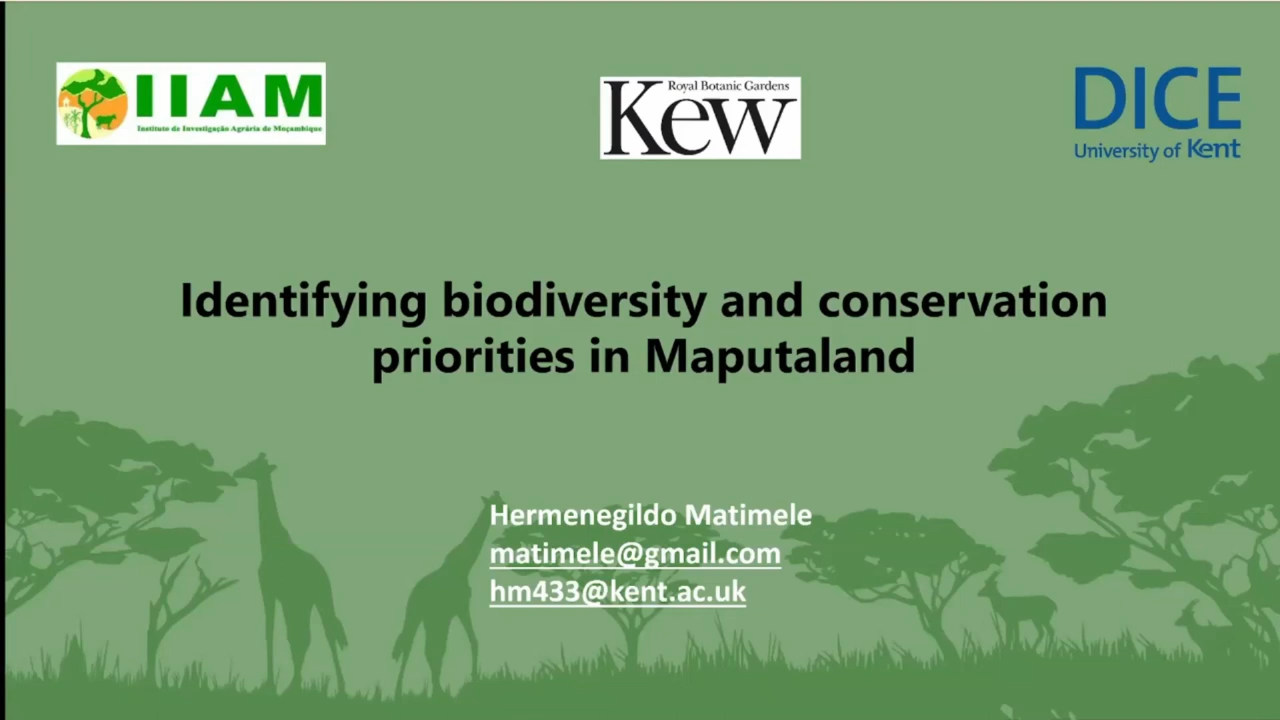 IIAM
Instituto de Investigação Agrária de Moçambique
Royal Botanic Gardens
Kew
DICE
University of Kent
Identifying biodiversity and conservation
priorities in Maputaland
Hermenegildo Matimele
matimele@gmail.com
hm433@kent.ac.uk